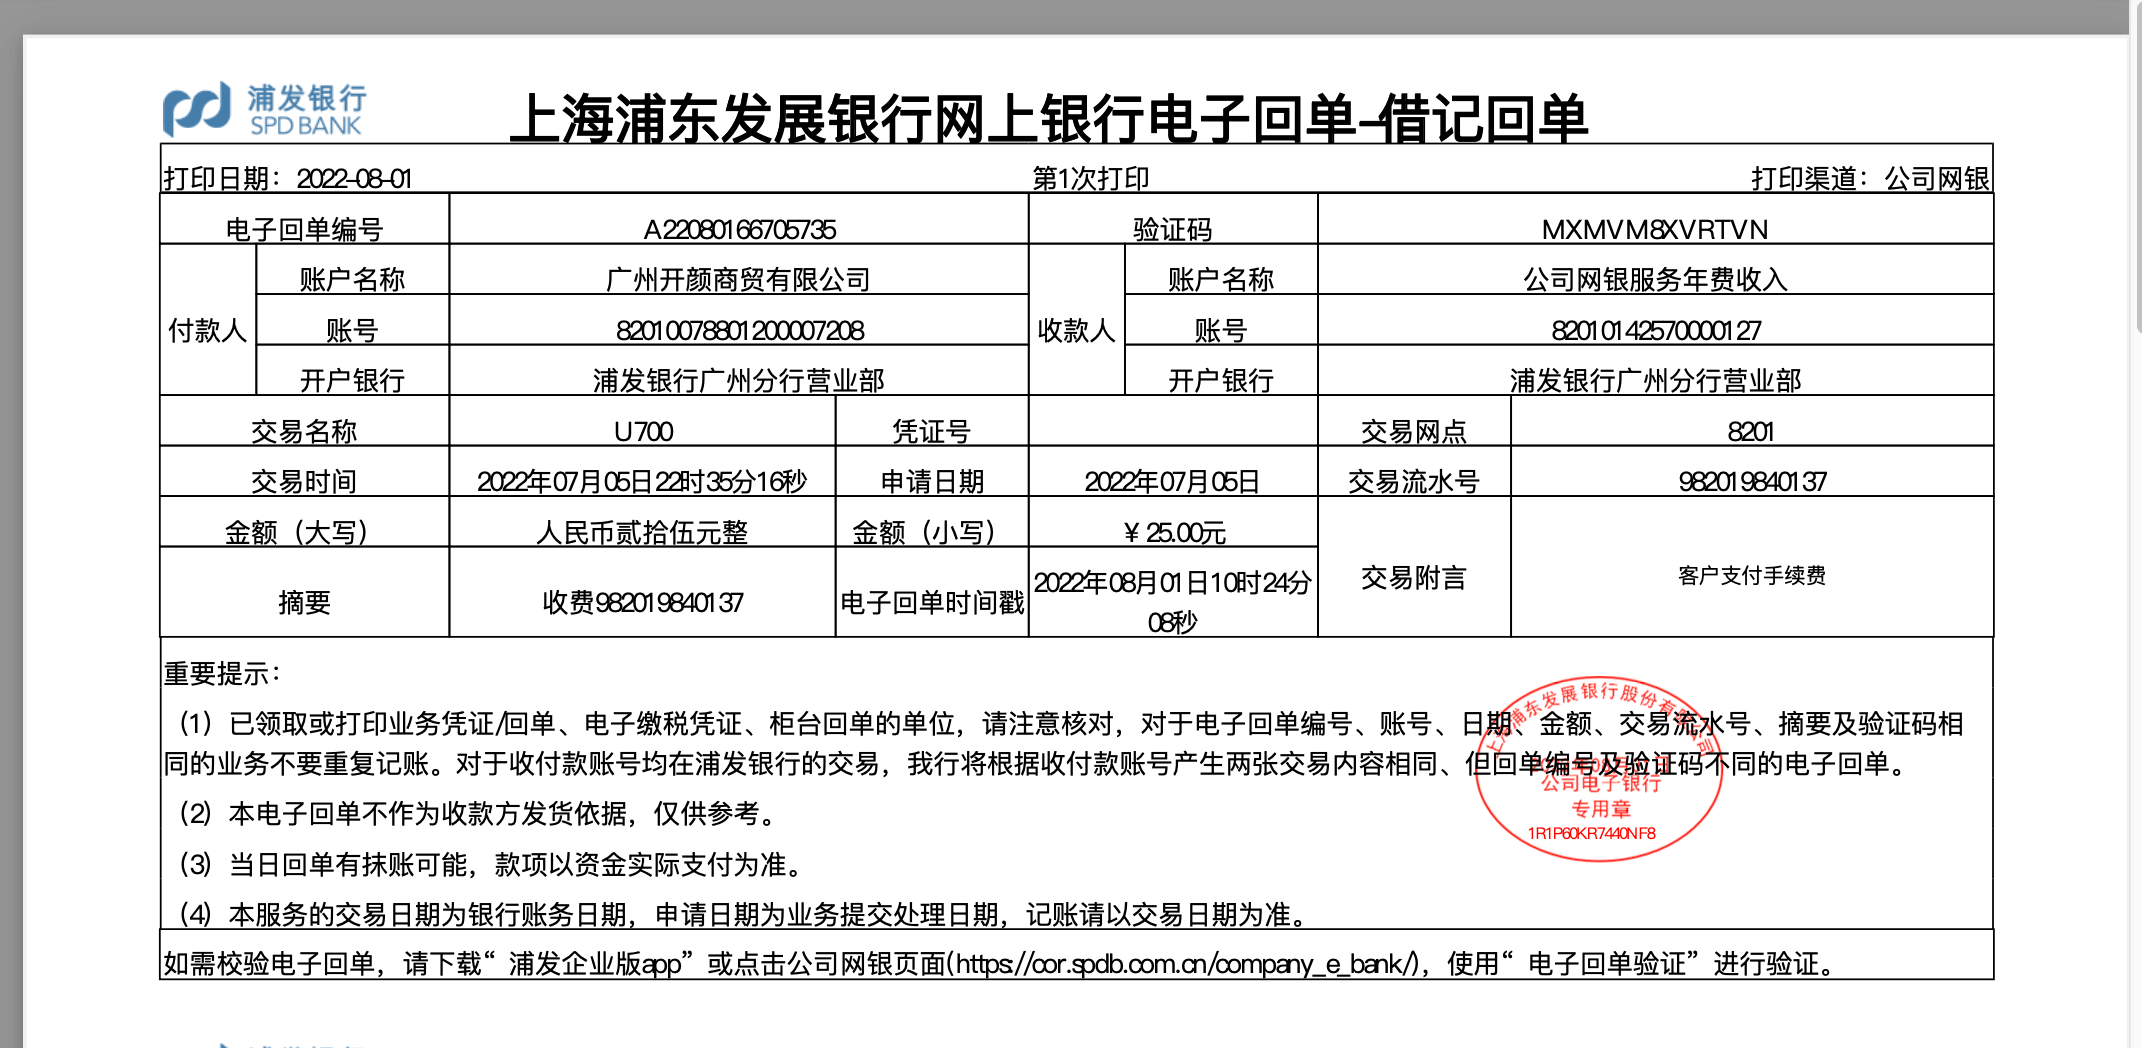 浦发银行
SPD BANK
上海浦东发展银行网上银行电子回单-借记回单
打印日期：2022-08-01 第1次打印 打印渠道：公司网银
电子回单编号 A22080166705735 验证码 MXMVM8XVRTVN
付款人 账户名称 广州开颜商贸有限公司 收款人 账户名称 公司网银服务年费收入
账号 82010078801200007208 账号 82010142570000127
开户银行 浦发银行广州分行营业部 开户银行 浦发银行广州分行营业部
交易名称 U700 凭证号 交易网点 8201
交易时间 2022年07月05日22时35分16秒 申请日期 2022年07月05日 交易流水号 982019840137
金额（大写） 人民币贰拾伍元整 金额（小写） ¥ 25.00元 交易附言 客户支付手续费
摘要 收费982019840137 电子回单时间戳 2022年08月01日10时24分
08秒
重要提示：
（1）已领取或打印业务凭证/回单、电子缴税凭证、柜台回单的单位，请注意核对，对于电子回单编号、账号、日期、金额、交易流水号、摘要及验证码相
同的业务不要重复记账。对于收付款账号均在浦发银行的交易，我行将根据收付款账号产生两张交易内容相同、但回单编号及验证码不同的电子回单。
（2）本电子回单不作为收款方发货依据，仅供参考。
（3）当日回单有抹账可能，款项以资金实际支付为准。
（4）本服务的交易日期为银行账务日期，申请日期为业务提交处理日期，记账请以交易日期为准。
上海浦东发展银行股份有限公司
公司电子银行
专用章
1R1P60KR7440NF8
如需校验电子回单，请下载“浦发企业版app”或点击公司网银页面(https://cor.spdb.com.cn/company_e_bank/)，使用“电子回单验证”进行验证。